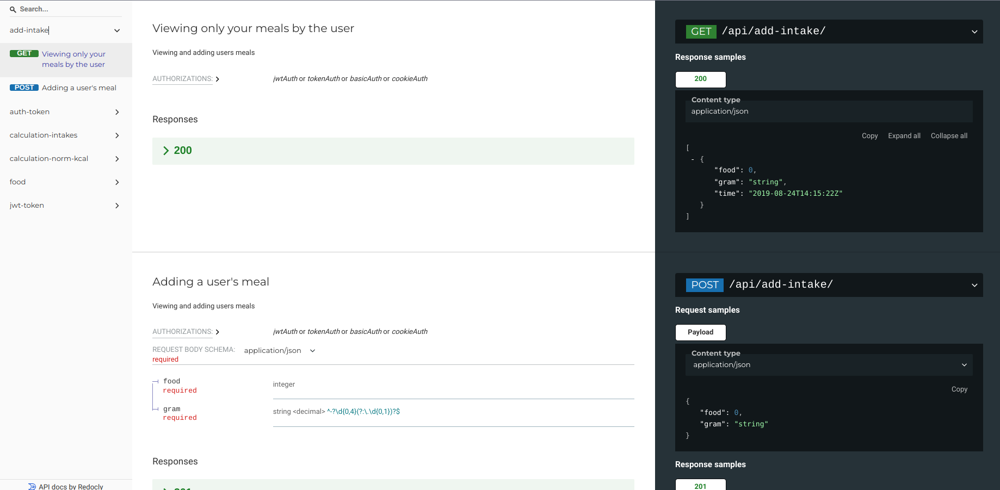 Search...
add-intake
GET Viewing only your
meals by the user
POST Adding a user's meal
auth-token
calculation-intakes
calculation-norm-kcal
food
jwt-token
API docs by Redocly
Viewing only your meals by the user
Viewing and adding users meals
AUTHORIZATIONS: jwtAuth or tokenAuth or basicAuth or cookieAuth
Responses
200
GET /api/add-intake/
Response samples
200
Content type
application/json
Copy Expand all Collapse all
[
- {
"food": 0,
"gram": "string",
"time": "2019-08-24T14:15:22Z"
}
]
Adding a user's meal
Viewing and adding users meals
AUTHORIZATIONS: jwtAuth or tokenAuth or basicAuth or cookieAuth
REQUEST BODY SCHEMA: application/json
required
food
required
integer
gram
required
string <decimal> ^-?\d{0,4}(?:\.\d{0,1})?$
Responses
201
POST /api/add-intake/
Request samples
Payload
Content type
application/json
Copy
{
"food": 0,
"gram": "string"
}
Response samples
201